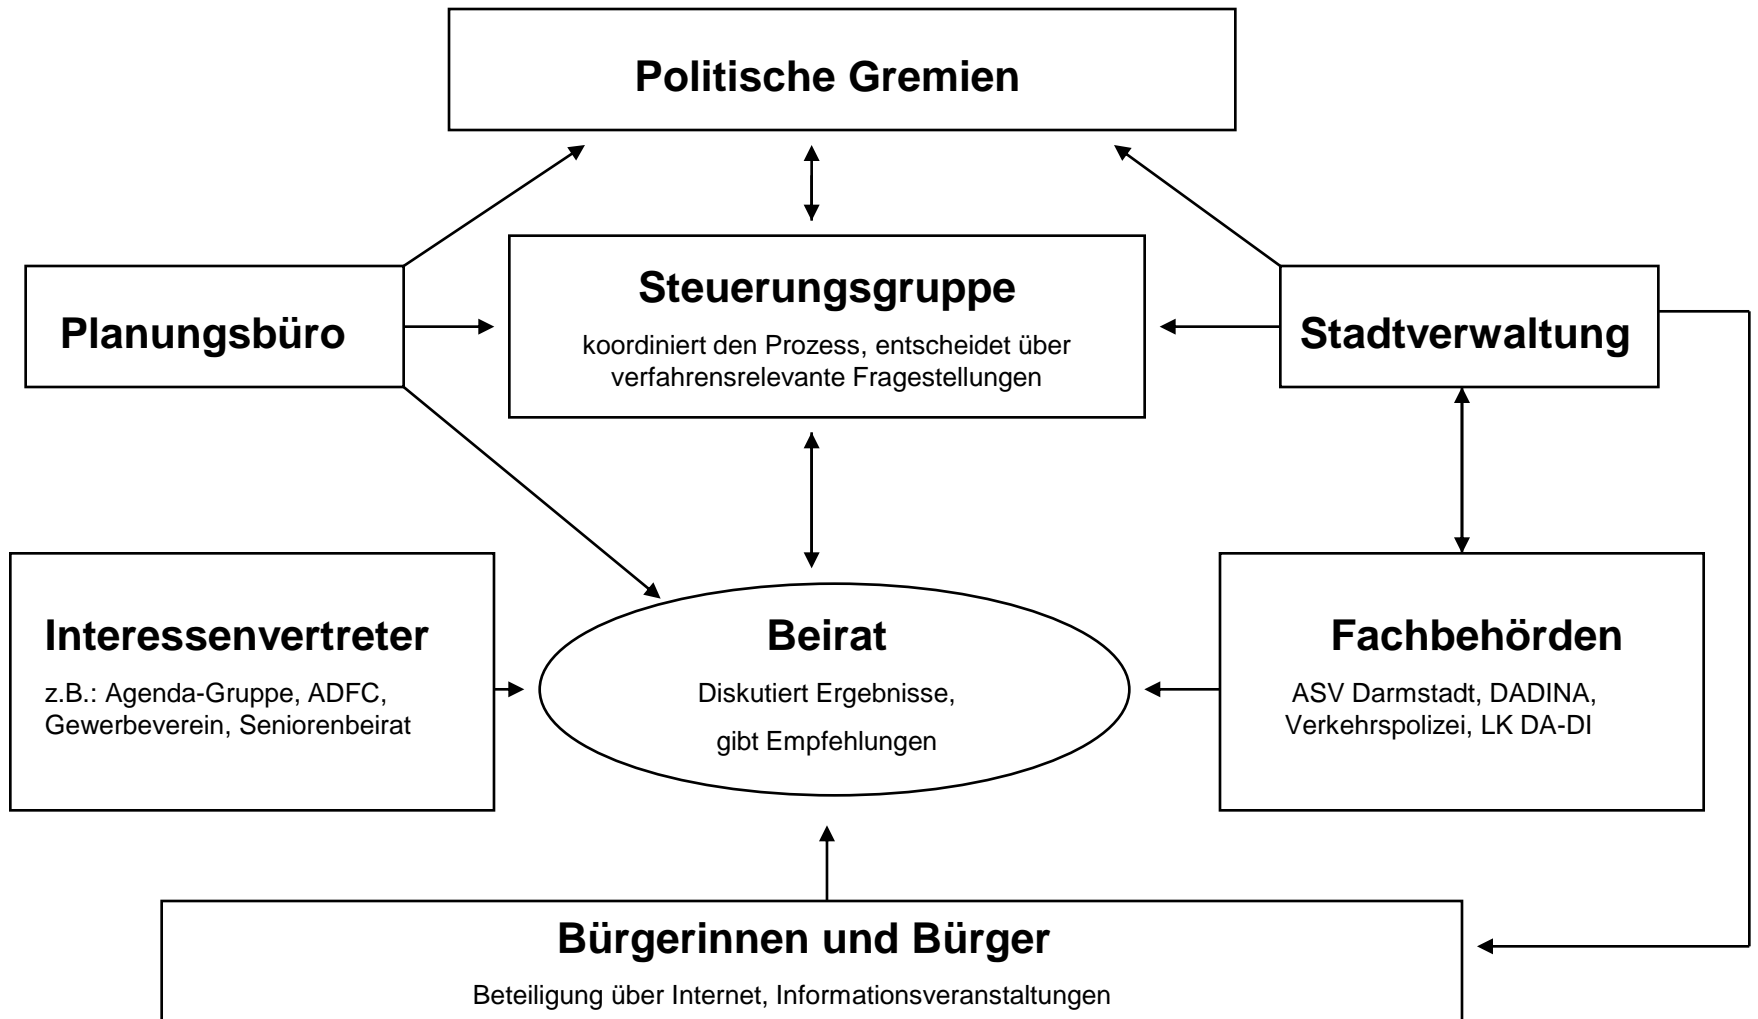 Politische Gremien
Steuerungsgruppe
koordiniert den Prozess, entscheidet über
verfahrensrelevante Fragestellungen
Planungsbüro
Stadtverwaltung
Interessenvertreter
z.B.: Agenda-Gruppe, ADFC,
Gewerbeverein, Seniorenbeirat
Beirat
Diskutiert Ergebnisse,
gibt Empfehlungen
Fachbehörden
ASV Darmstadt, DADINA,
Verkehrspolizei, LK DA-DI
Bürgerinnen und Bürger
Beteiligung über Internet, Informationsveranstaltungen